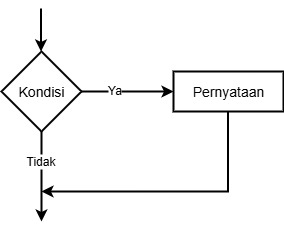 Kondisi
Ya
Pernyataan
Tidak